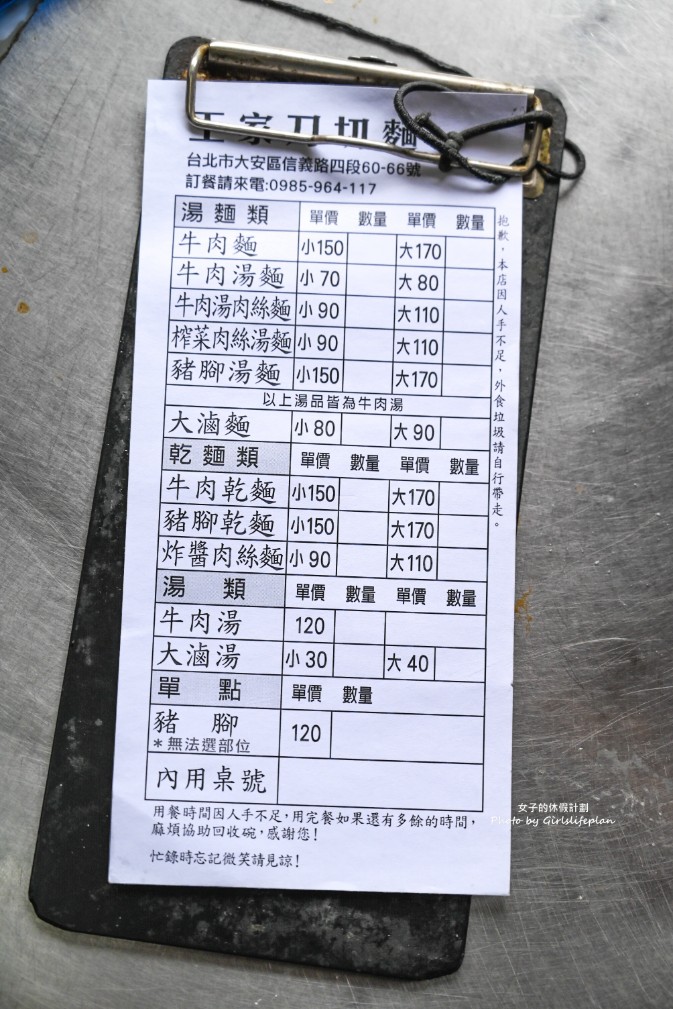 王家刀切麵
台北市大安區信義路四段60-66號
訂餐請來電:0985-964-117
湯麵類 單價 數量 單價 數量
牛肉麵 小150 大170
牛肉湯麵 小70 大80
牛肉湯肉絲麵 小90 大110
榨菜肉絲湯麵 小90 大110
豬腳湯麵 小150 大170
以上湯品皆為牛肉湯
大滷麵 小80 大90
乾麵類 單價 數量 單價 數量
牛肉乾麵 小150 大170
豬腳乾麵 小150 大170
炸醬肉絲麵 小90 大110
湯類 單價 數量 單價 數量
牛肉湯 120
大滷湯 小30 大40
單點 單價 數量
豬腳 120
*無法選部位
內用桌號
抱歉，本店因人手不足，外食垃圾請自行帶走。
用餐時間因人手不足,用完餐如果還有多餘的時間,
麻煩協助回收碗,感謝您!
忙錄時忘記微笑請見諒!
女子的休假計劃
Photo by Girlslifeplan